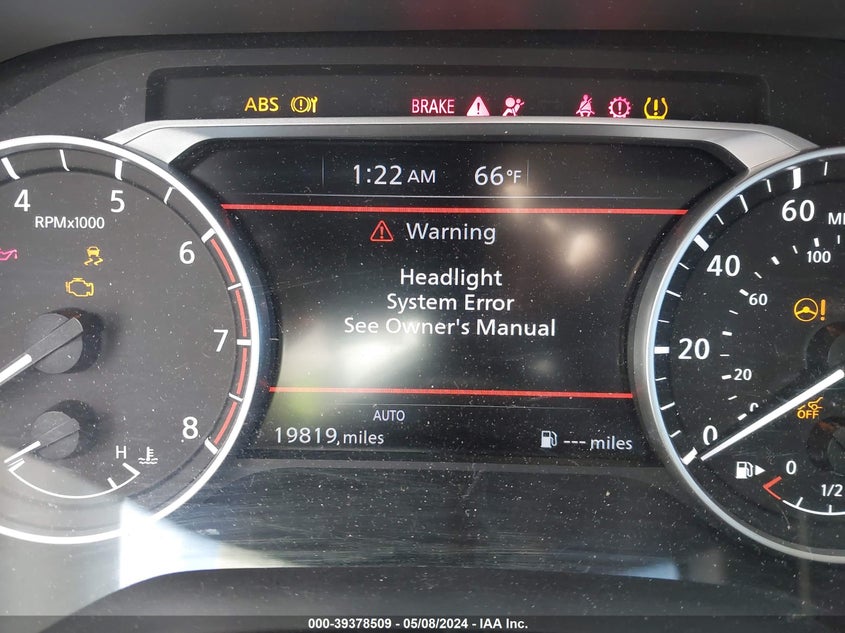 ABS BRAKE
1:22 AM 66°F
Warning
Headlight
System Error
See Owner's Manual
AUTO
19819 miles --- miles
4 5 6 7 8
RPMx1000
H
0 20 40 60
20 60 100
OFF
0 1/2
000-39378509 - 05/08/2024 - IAA Inc.